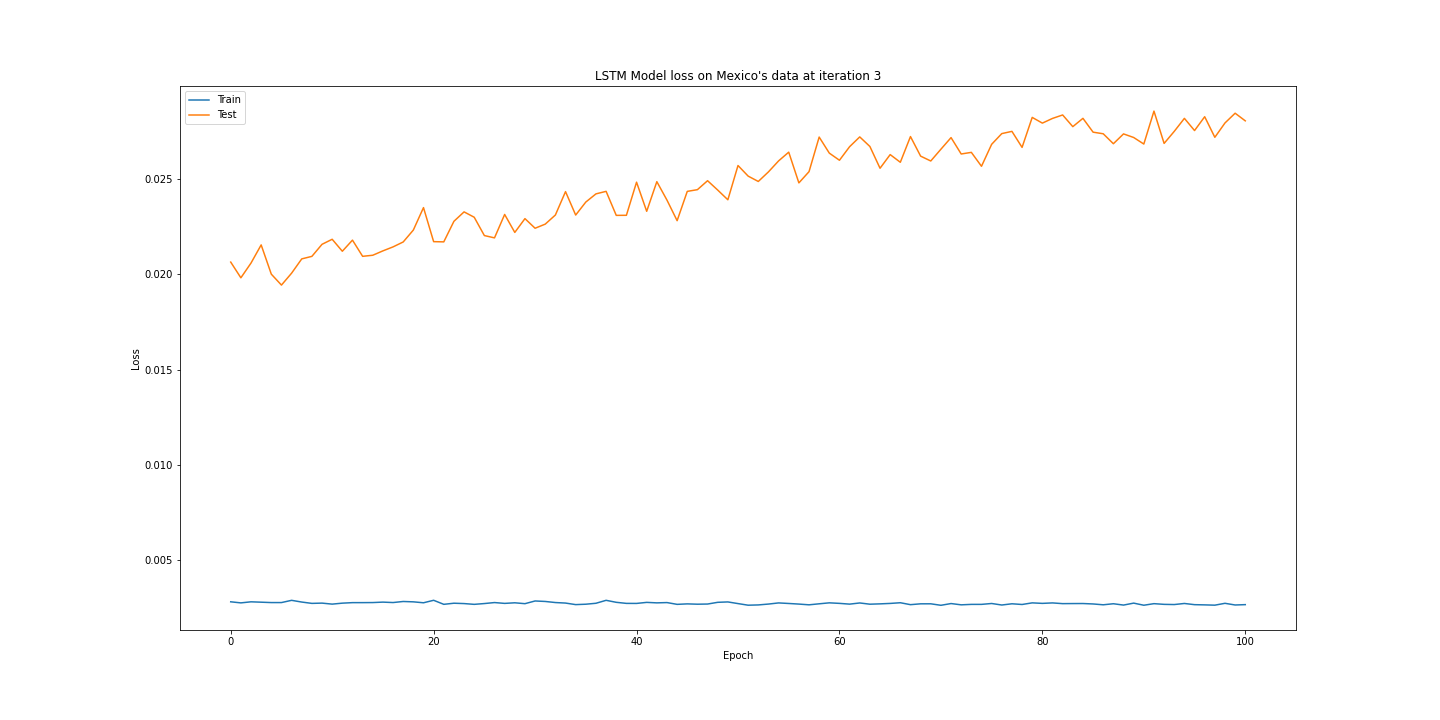 LSTM Model loss on Mexico's data at iteration 3
Train
Test
0.025
0.020
0.015
0.010
0.005
Loss
0 20 40 60 80 100
Epoch